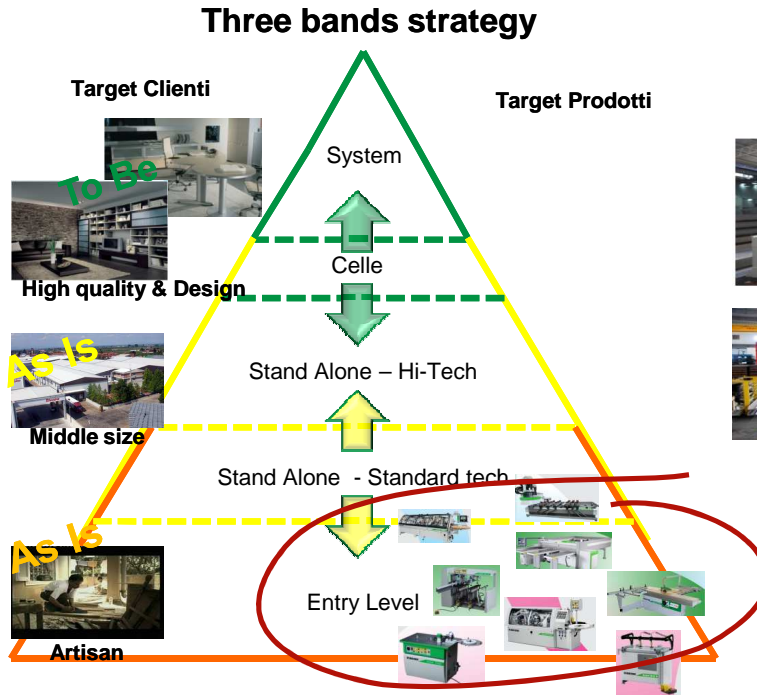 Three bands strategy
Target Clienti
Target Prodotti
System
To Be
Celle
High quality & Design
As Is
Stand Alone – Hi-Tech
Middle size
Stand Alone - Standard tech
As Is
Entry Level
Artisan